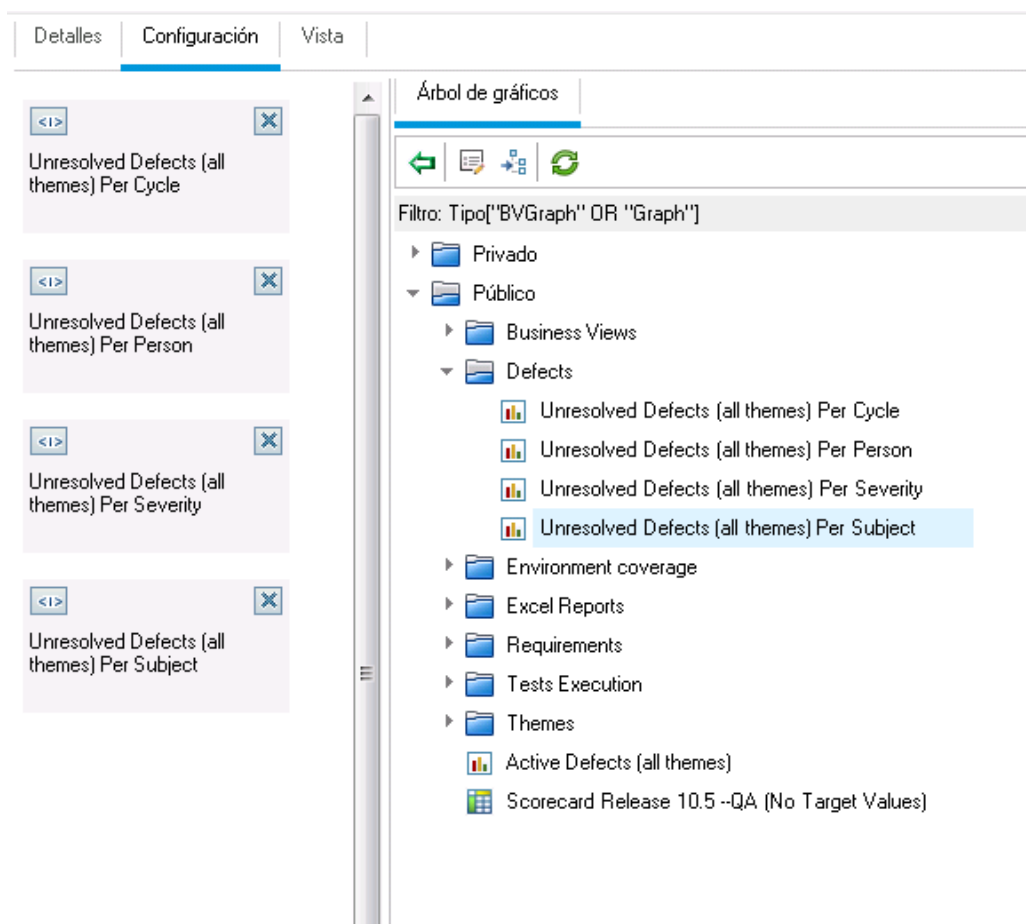 Detalles
Configuración
Vista
Unresolved Defects (all
themes) Per Cycle
Unresolved Defects (all
themes) Per Person
Unresolved Defects (all
themes) Per Severity
Unresolved Defects (all
themes) Per Subject
Árbol de gráficos
Filtro: Tipo["BVGraph" OR "Graph"]
Privado
Público
Business Views
Defects
Unresolved Defects (all themes) Per Cycle
Unresolved Defects (all themes) Per Person
Unresolved Defects (all themes) Per Severity
Unresolved Defects (all themes) Per Subject
Environment coverage
Excel Reports
Requirements
Tests Execution
Themes
Active Defects (all themes)
Scorecard Release 10.5 --QA (No Target Values)